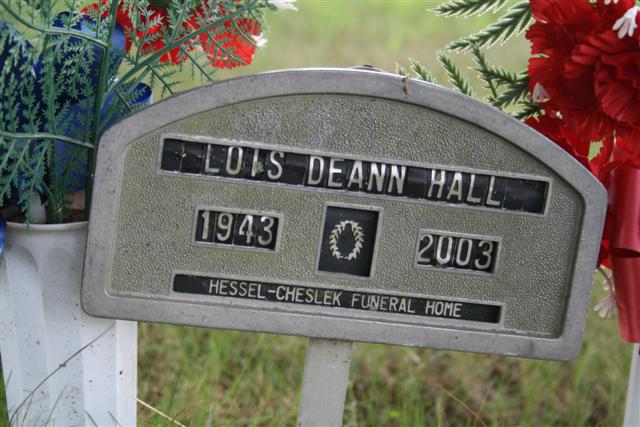 LOIS DEANN HALL
1943 2003
HESSEL-CHESLEK FUNERAL HOME